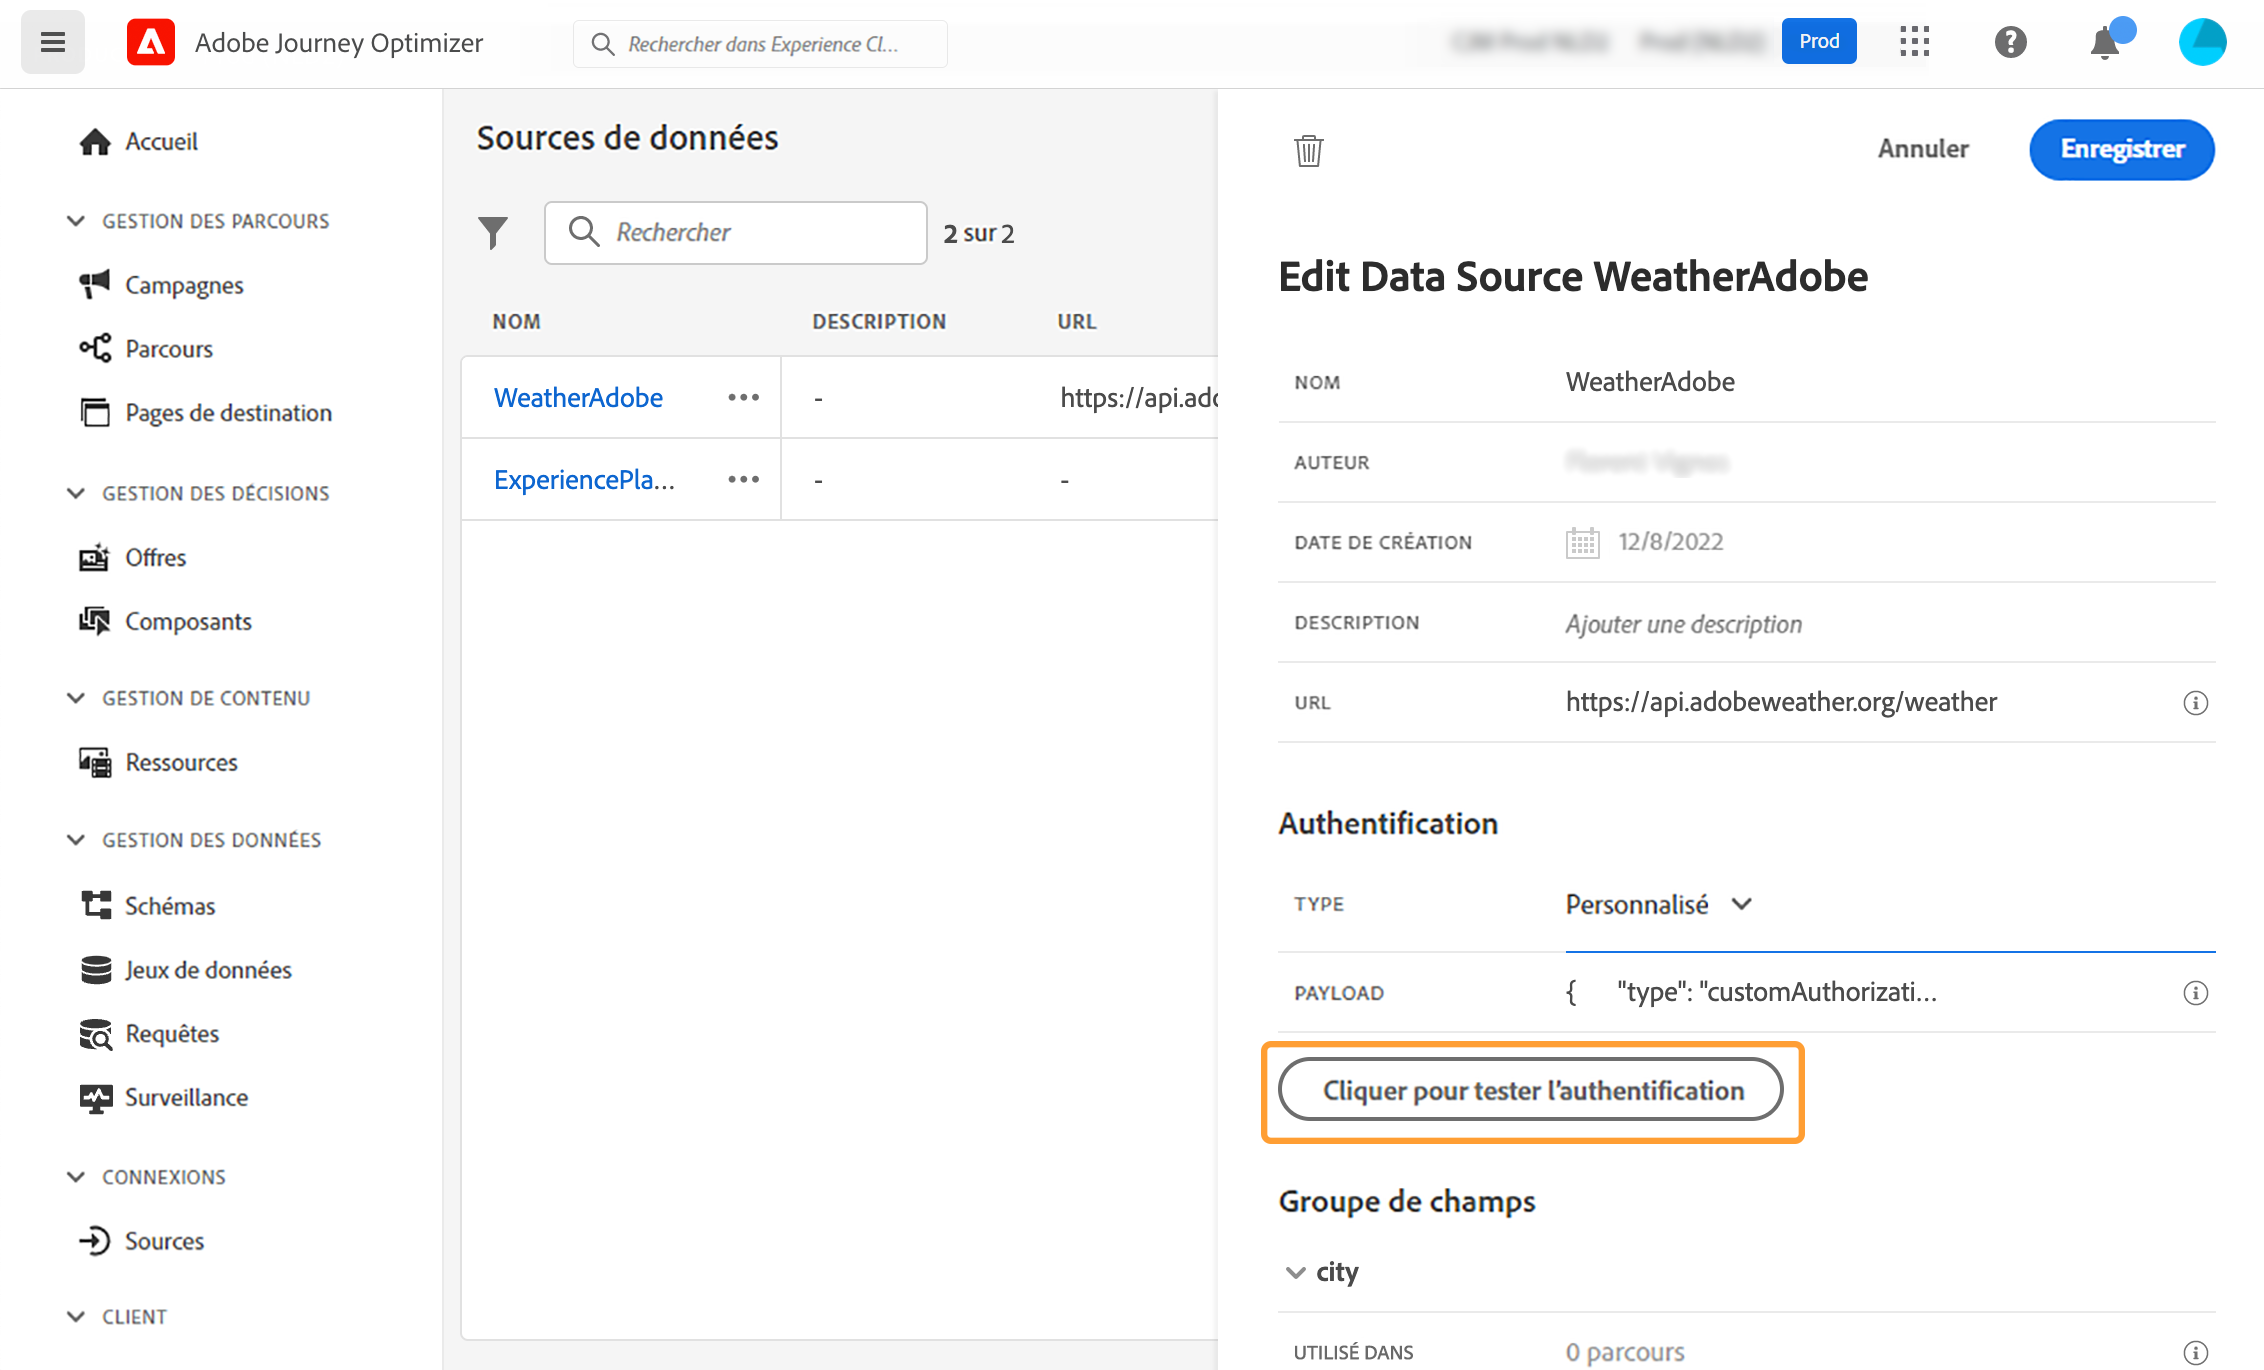 Adobe Journey Optimizer
Rechercher dans Experience Cl...
Prod
Accueil
GESTION DES PARCOURS
Campagnes
Parcours
Pages de destination
GESTION DES DÉCISIONS
Offres
Composants
GESTION DE CONTENU
Ressources
GESTION DES DONNÉES
Schémas
Jeux de données
Requêtes
Surveillance
CONNEXIONS
Sources
CLIENT
Sources de données
Rechercher
2 sur 2
NOM DESCRIPTION URL
WeatherAdobe ••• - https://api.adc
ExperiencePla... ••• - -
Annuler
Enregistrer
Edit Data Source WeatherAdobe
NOM WeatherAdobe
AUTEUR
DATE DE CRÉATION 12/8/2022
DESCRIPTION Ajouter une description
URL https://api.adobeweather.org/weather
Authentification
TYPE Personnalisé
PAYLOAD { "type": "customAuthorizati...
Cliquer pour tester l'authentification
Groupe de champs
city
UTILISÉ DANS 0 parcours